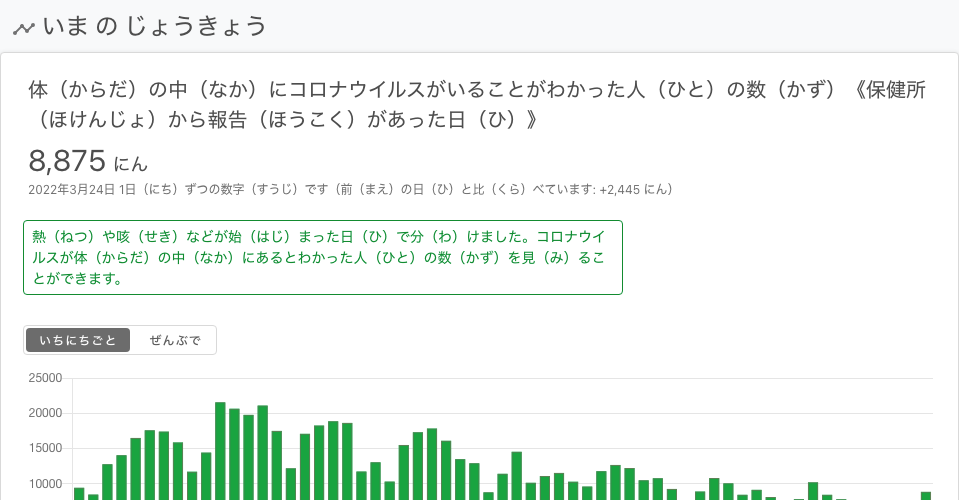 いま の じょうきょう
体（からだ）の中（なか）にコロナウイルスがいることがわかった人（ひと）の数（かず）《保健所
（ほけんじょ）から報告（ほうこく）があった日（ひ）》
8,875 にん
2022年3月24日 1日（にち）ずつの数字（すうじ）です（前（まえ）の日（ひ）と比（くら）べています: +2,445 にん）
熱（ねつ）や咳（せき）などが始（はじ）まった日（ひ）で分（わ）けました。コロナウイ
ルスが体（からだ）の中（なか）にあるとわかった人（ひと）の数（かず）を見（み）るこ
とができます。
いちにちごと ぜんぶで
25000
20000
15000
10000